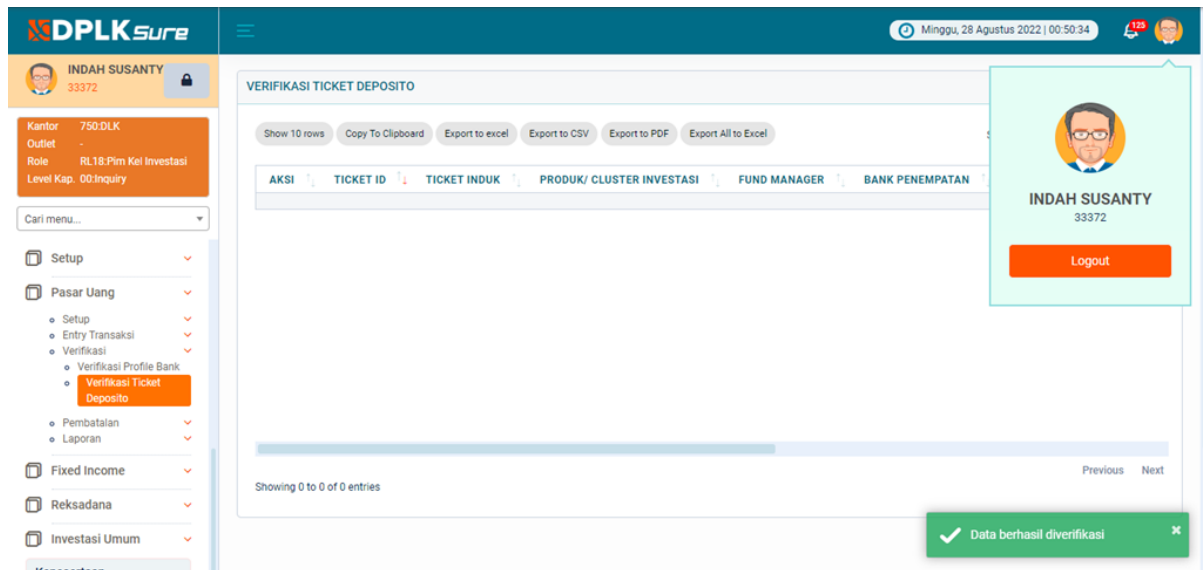 DPLKSure
Minggu, 28 Agustus 2022 | 00:50:34
125
INDAH SUSANTY
33372
Kantor 750:DLK
Outlet -
Role RL18:Pim Kel Investasi
Level Kap. 00:Inquiry
Cari menu...
Setup
Pasar Uang
Setup
Entry Transaksi
Verifikasi
Verifikasi Profile Bank
Verifikasi Ticket
Deposito
Pembatalan
Laporan
Fixed Income
Reksadana
Investasi Umum
VERIFIKASI TICKET DEPOSITO
Show 10 rows Copy To Clipboard Export to excel Export to CSV Export to PDF Export All to Excel
AKSI TICKET ID TICKET INDUK PRODUK/ CLUSTER INVESTASI FUND MANAGER BANK PENEMPATAN
INDAH SUSANTY
33372
Logout
Previous Next
Showing 0 to 0 of 0 entries
Data berhasil diverifikasi